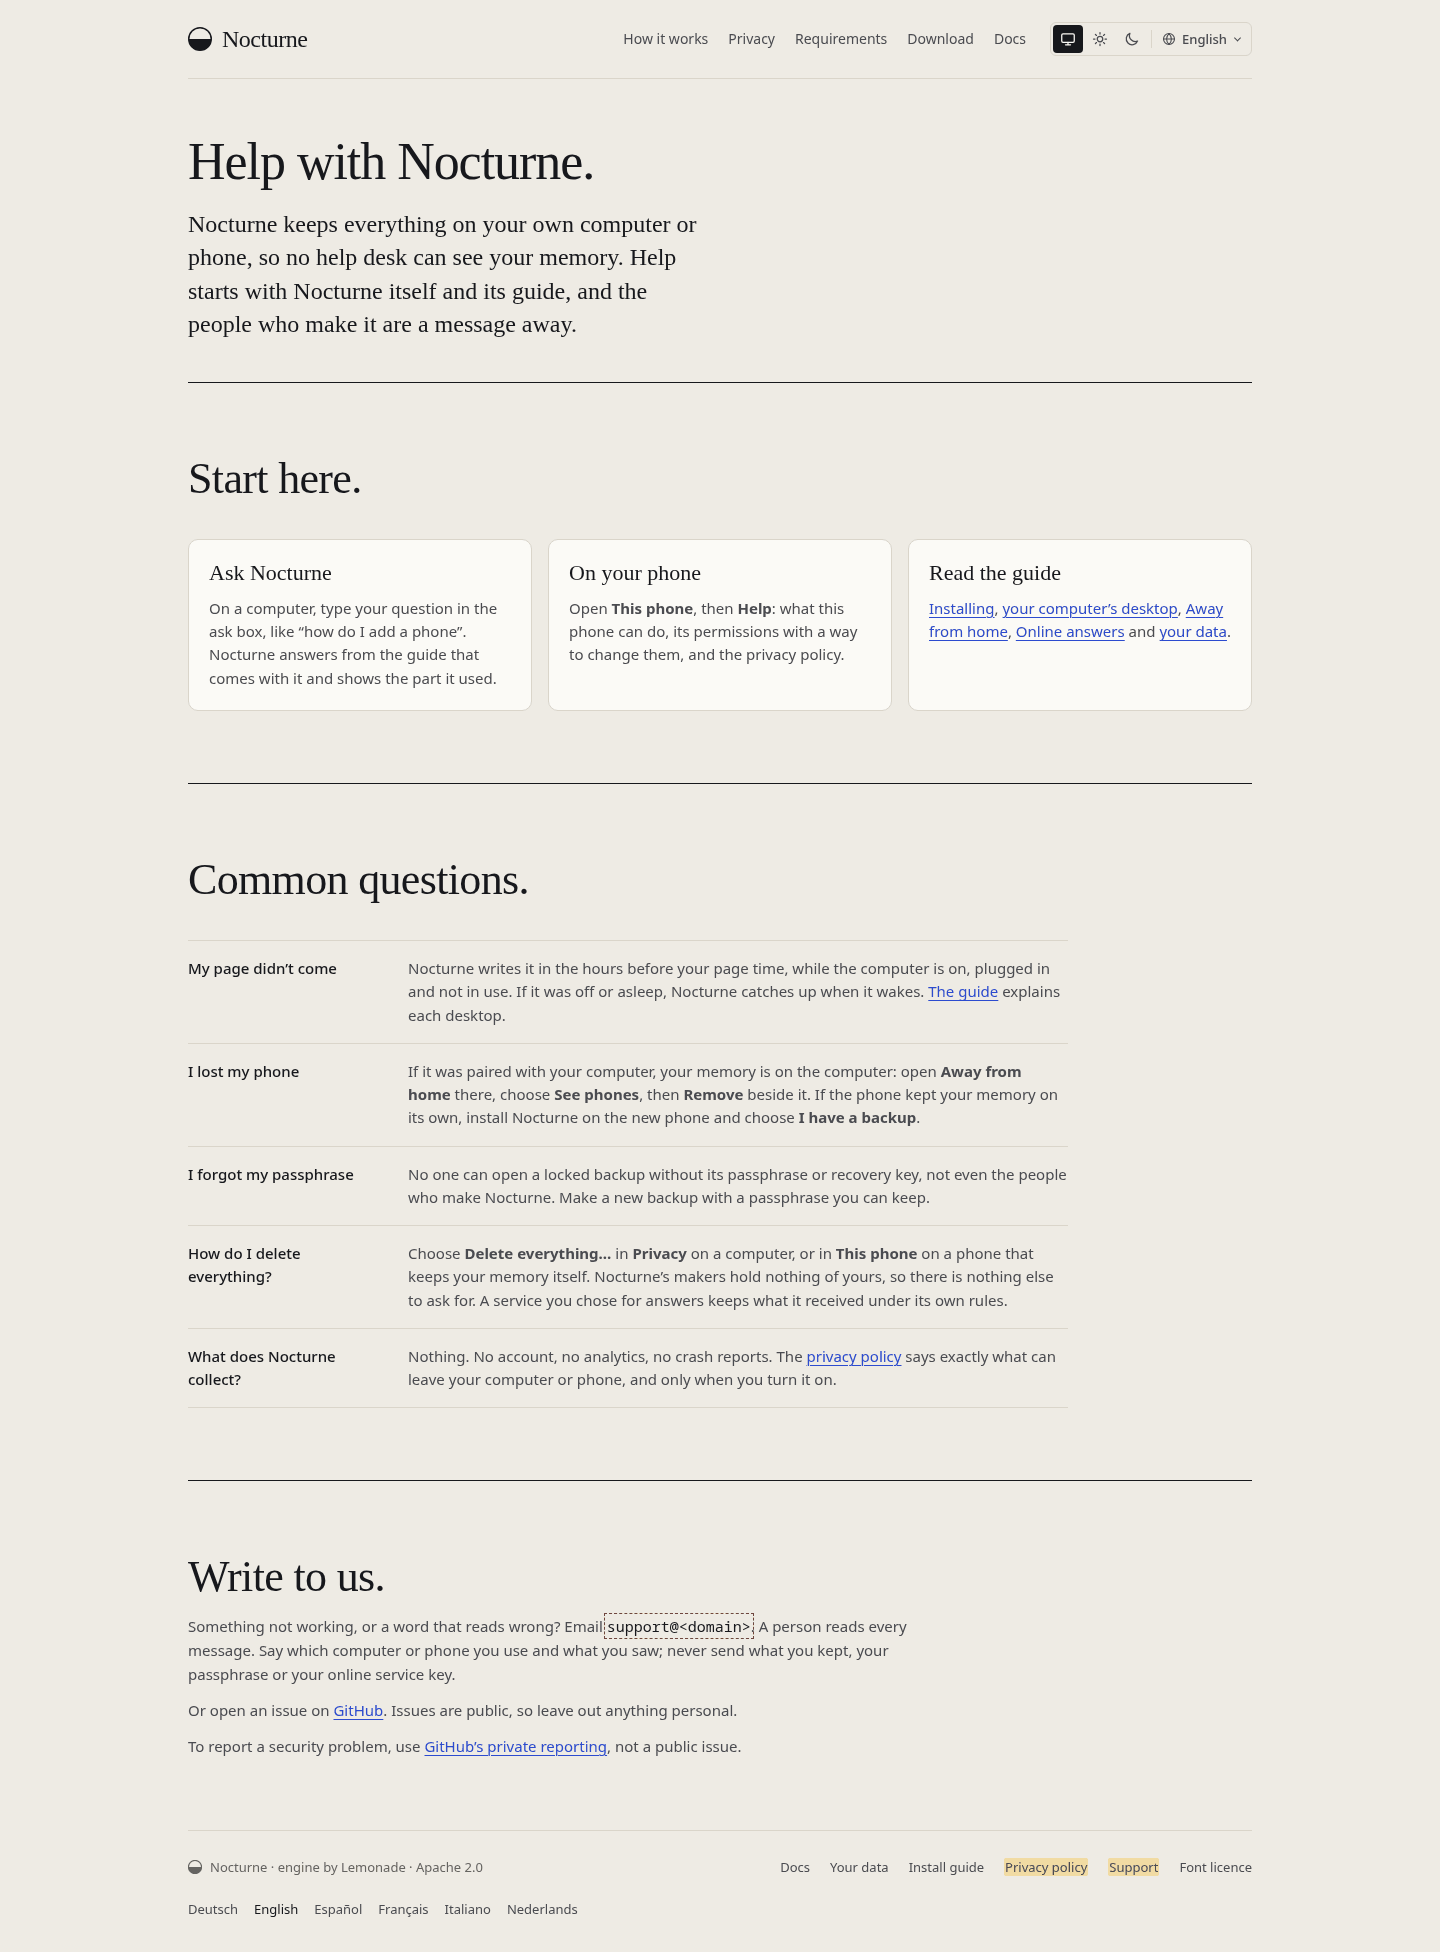 Nocturne
How it works Privacy Requirements Download Docs English
Help with Nocturne.
Nocturne keeps everything on your own computer or
phone, so no help desk can see your memory. Help
starts with Nocturne itself and its guide, and the
people who make it are a message away.
Start here.
Ask Nocturne
On a computer, type your question in the
ask box, like “how do I add a phone”.
Nocturne answers from the guide that
comes with it and shows the part it used.
On your phone
Open This phone, then Help: what this
phone can do, its permissions with a way
to change them, and the privacy policy.
Read the guide
Installing, your computer’s desktop, Away
from home, Online answers and your data.
Common questions.
My page didn’t come
Nocturne writes it in the hours before your page time, while the computer is on, plugged in
and not in use. If it was off or asleep, Nocturne catches up when it wakes. The guide explains
each desktop.
I lost my phone
If it was paired with your computer, your memory is on the computer: open Away from
home there, choose See phones, then Remove beside it. If the phone kept your memory on
its own, install Nocturne on the new phone and choose I have a backup.
I forgot my passphrase
No one can open a locked backup without its passphrase or recovery key, not even the people
who make Nocturne. Make a new backup with a passphrase you can keep.
How do I delete
everything?
Choose Delete everything… in Privacy on a computer, or in This phone on a phone that
keeps your memory itself. Nocturne’s makers hold nothing of yours, so there is nothing else
to ask for. A service you chose for answers keeps what it received under its own rules.
What does Nocturne
collect?
Nothing. No account, no analytics, no crash reports. The privacy policy says exactly what can
leave your computer or phone, and only when you turn it on.
Write to us.
Something not working, or a word that reads wrong? Email support@<domain>. A person reads every
message. Say which computer or phone you use and what you saw; never send what you kept, your
passphrase or your online service key.
Or open an issue on GitHub. Issues are public, so leave out anything personal.
To report a security problem, use GitHub’s private reporting, not a public issue.
Nocturne · engine by Lemonade · Apache 2.0
Docs Your data Install guide Privacy policy Support Font licence
Deutsch English Español Français Italiano Nederlands